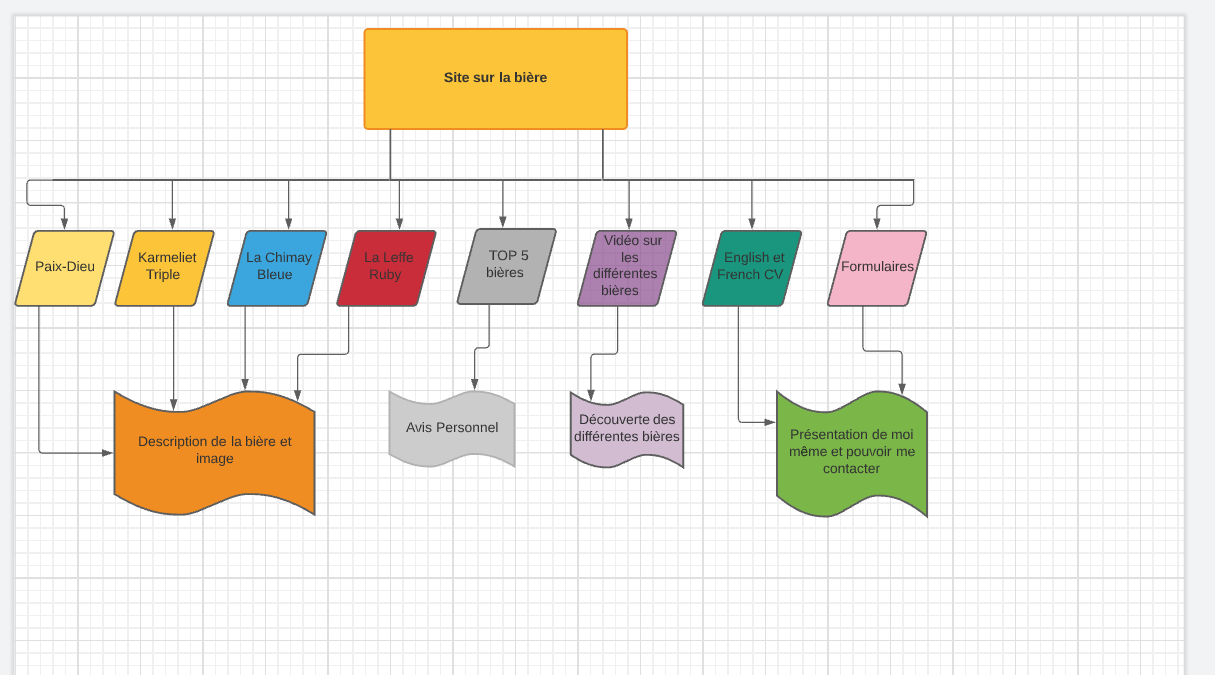 Site sur la bière
Paix-Dieu
Karmeliet
Triple
La Chimay
Bleue
La Leffe
Ruby
TOP 5
bières
Vidéo sur
les
différentes
bières
English et
French CV
Formulaires
Description de la bière et
image
Avis Personnel
Découverte des
différentes bières
Présentation de moi
même et pouvoir me
contacter